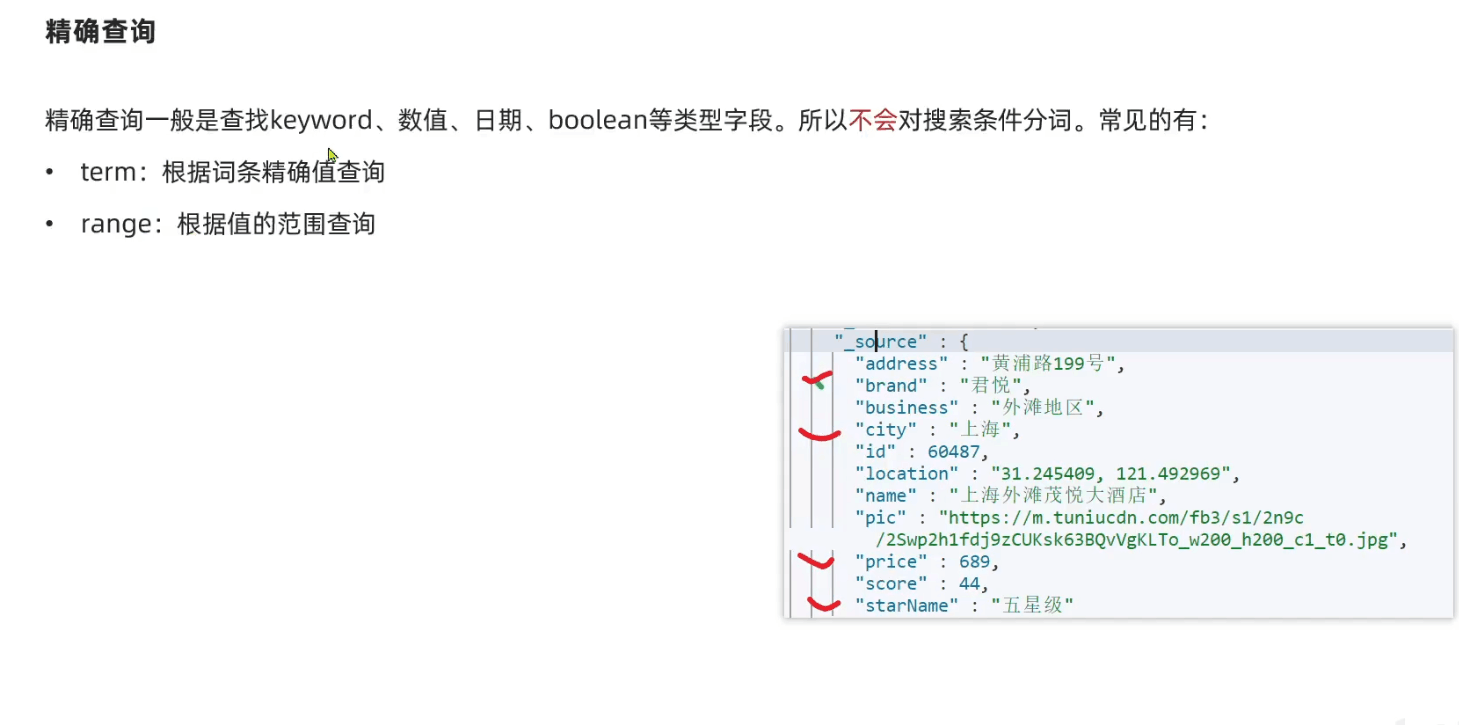 精确查询
精确查询一般是查找keyword、数值、日期、boolean等类型字段。所以不会对搜索条件分词。常见的有：
• term：根据词条精确值查询
• range：根据值的范围查询
"_source" : {
"address" : "黄浦路199号",
"brand" : "君悦",
"business" : "外滩地区",
"city" : "上海",
"id" : 60487,
"location" : "31.245409, 121.492969",
"name" : "上海外滩茂悦大酒店",
"pic" : "https://m.tuniucdn.com/fb3/s1/2n9c
/2Swp2h1fdj9zCUKsk63BQvVgKLTo_w200_h200_c1_t0.jpg",
"price" : 689,
"score" : 44,
"starName" : "五星级"